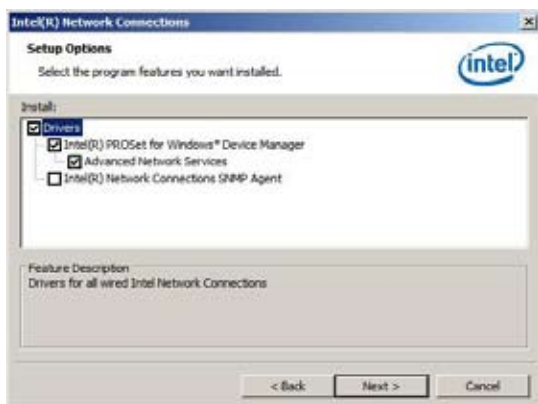 Intel(R) Network Connections
Setup Options
Select the program features you want installed.
intel
Install:
Drivers
Intel(R) PROSet for Windows* Device Manager
Advanced Network Services
Intel(R) Network Connections SNMP Agent
Feature Description
Drivers for all wired Intel Network Connections
< Back
Next >
Cancel